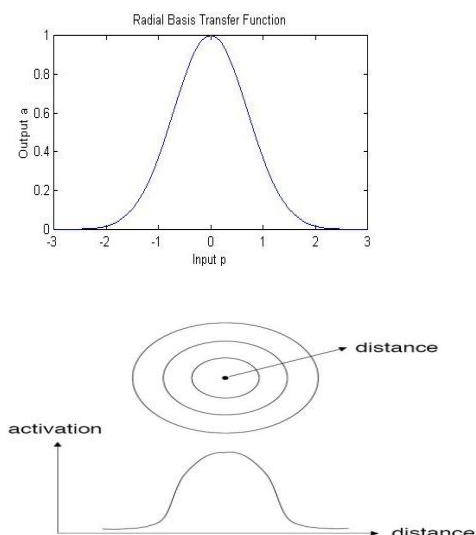 Radial Basis Transfer Function
1
0.8
0.6
0.4
0.2
0
Output a
-3 -2 -1 0 1 2 3
Input p
distance
activation
distance